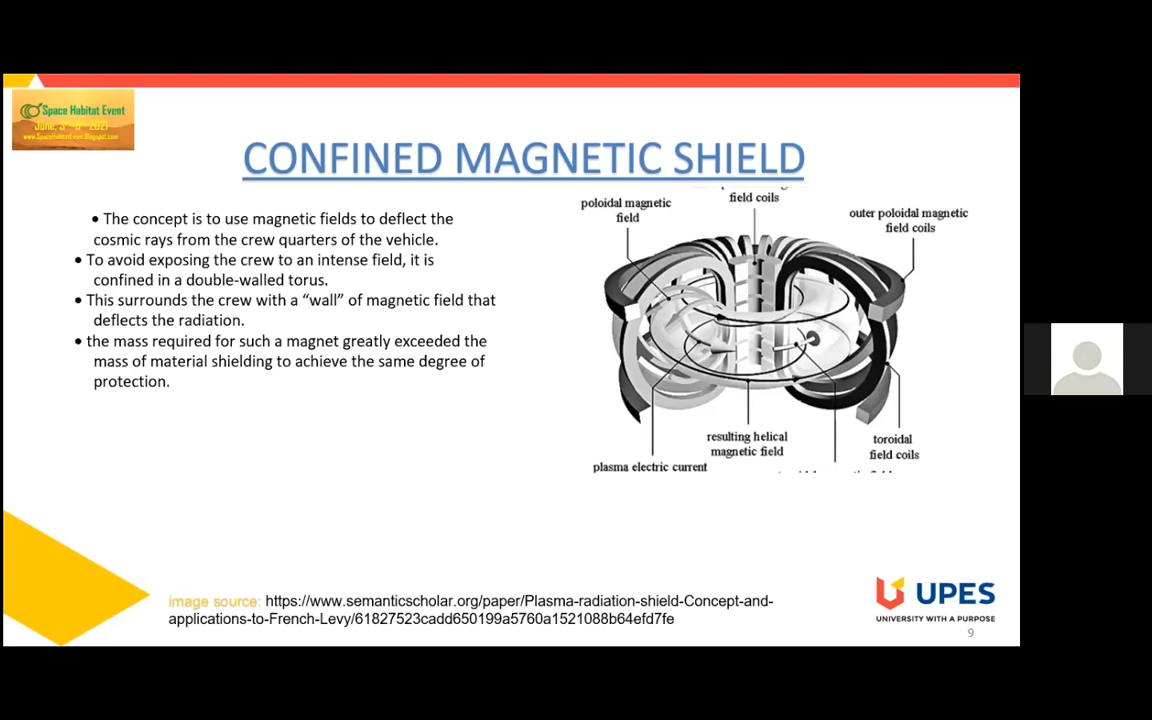 Space Habitat Event
www.SpaceHabitatEvent.Blogspot.com
CONFINED MAGNETIC SHIELD
• The concept is to use magnetic fields to deflect the
cosmic rays from the crew quarters of the vehicle.
• To avoid exposing the crew to an intense field, it is
confined in a double-walled torus.
• This surrounds the crew with a “wall” of magnetic field that
deflects the radiation.
• the mass required for such a magnet greatly exceeded the
mass of material shielding to achieve the same degree of
protection.
poloidal magnetic
field
field coils
outer poloidal magnetic
field coils
resulting helical
magnetic field
toroidal
field coils
plasma electric current
image source: https://www.semanticscholar.org/paper/Plasma-radiation-shield-Concept-and-
applications-to-French-Levy/61827523cadd650199a5760a1521088b64efd7fe
UPES
UNIVERSITY WITH A PURPOSE
9